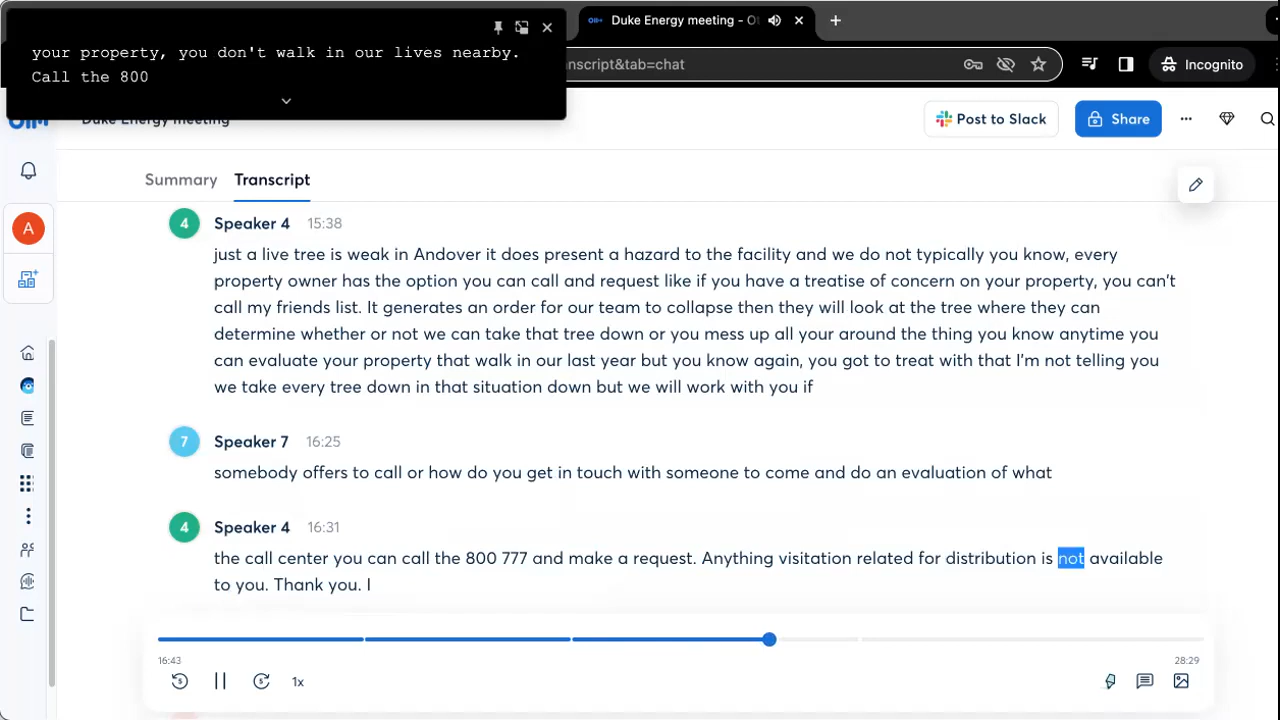 your property, you don't walk in our lives nearby.
Call the 800
Duke Energy meeting - O
nscript&tab=chat
Incognito
Duke Energy meeting
Post to Slack
Share
A
Summary
Transcript
4
Speaker 4
15:38
just a live tree is weak in Andover it does present a hazard to the facility and we do not typically you know, every
property owner has the option you can call and request like if you have a treatise of concern on your property, you can't
call my friends list. It generates an order for our team to collapse then they will look at the tree where they can
determine whether or not we can take that tree down or you mess up all your around the thing you know anytime you
can evaluate your property that walk in our last year but you know again, you got to treat with that I'm not telling you
we take every tree down in that situation down but we will work with you if
7
Speaker 7
16:25
somebody offers to call or how do you get in touch with someone to come and do an evaluation of what
4
Speaker 4
16:31
the call center you can call the 800 777 and make a request. Anything visitation related for distribution is not available
to you. Thank you. I
16:43
28:29
5
5
1x